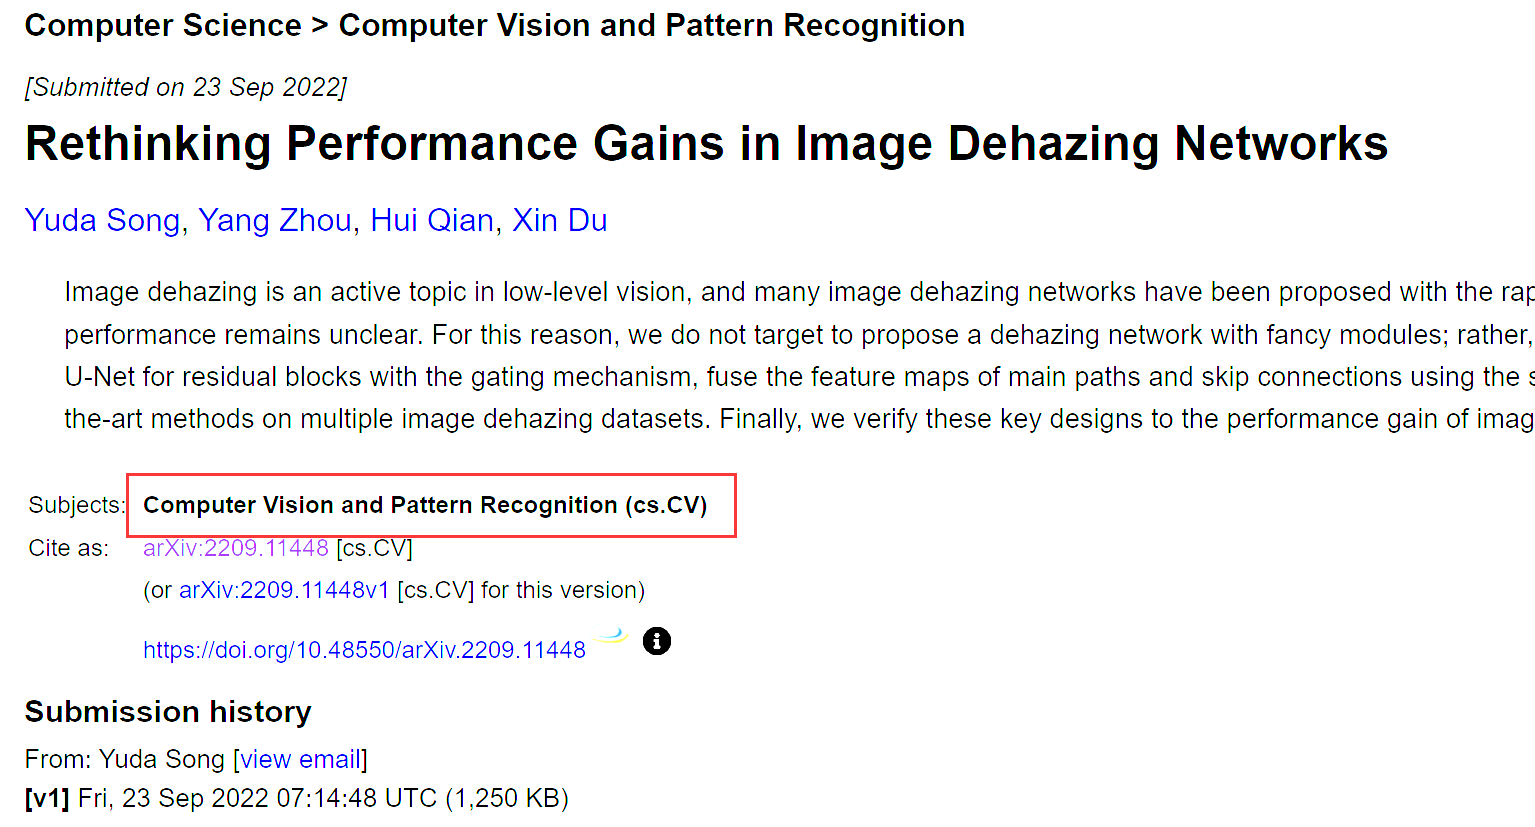 Computer Science > Computer Vision and Pattern Recognition
[Submitted on 23 Sep 2022]
Rethinking Performance Gains in Image Dehazing Networks
Yuda Song, Yang Zhou, Hui Qian, Xin Du
Image dehazing is an active topic in low-level vision, and many image dehazing networks have been proposed with the
performance remains unclear. For this reason, we do not target to propose a dehazing network with fancy modules; rather,
U-Net for residual blocks with the gating mechanism, fuse the feature maps of main paths and skip connections using the
the-art methods on multiple image dehazing datasets. Finally, we verify these key designs to the performance gain of
Subjects: Computer Vision and Pattern Recognition (cs.CV)
Cite as: arXiv:2209.11448 [cs.CV]
(or arXiv:2209.11448v1 [cs.CV] for this version)
https://doi.org/10.48550/arXiv.2209.11448
Submission history
From: Yuda Song [view email]
[v1] Fri, 23 Sep 2022 07:14:48 UTC (1,250 KB)